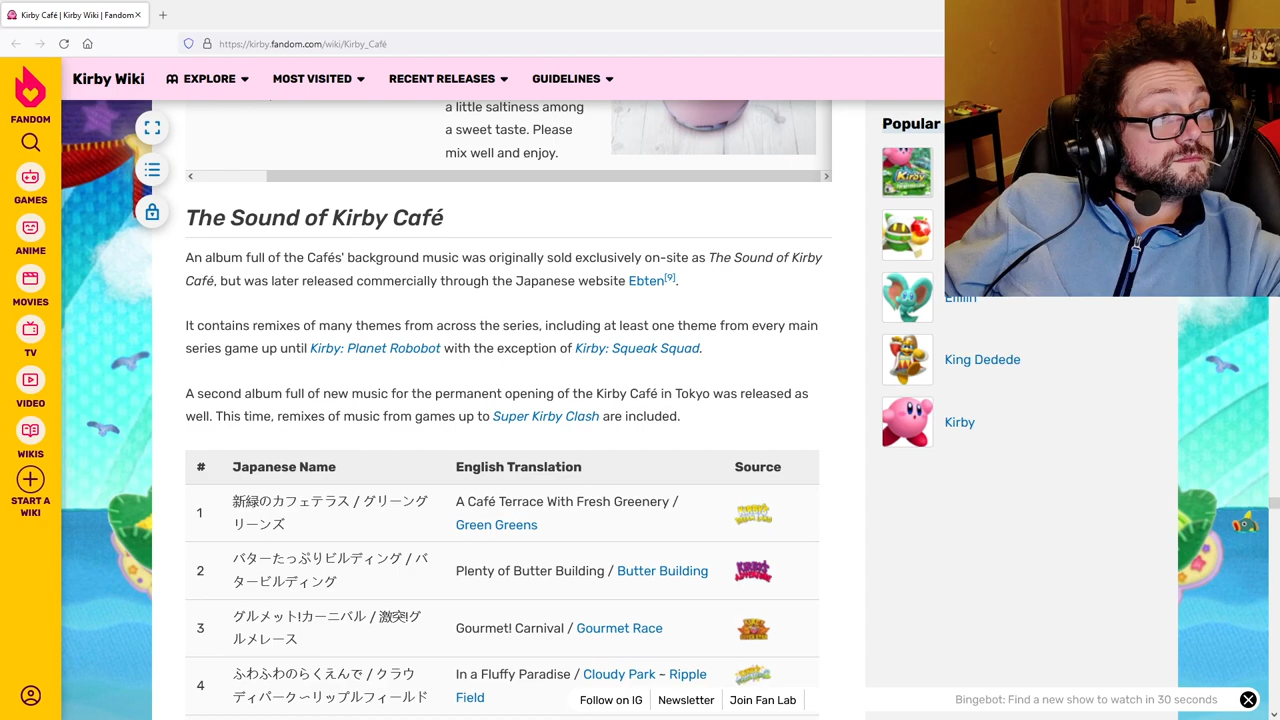 Kirby Café | Kirby Wiki | Fandom
https://kirby.fandom.com/wiki/Kirby_Café
Kirby Wiki
EXPLORE
MOST VISITED
RECENT RELEASES
GUIDELINES
FANDOM
GAMES
ANIME
MOVIES
TV
VIDEO
WIKIS
START A
WIKI
a little saltiness among
a sweet taste. Please
mix well and enjoy.
The Sound of Kirby Café
An album full of the Cafés' background music was originally sold exclusively on-site as The Sound of Kirby
Café, but was later released commercially through the Japanese website Ebten[9].
It contains remixes of many themes from across the series, including at least one theme from every main
series game up until Kirby: Planet Robobot with the exception of Kirby: Squeak Squad.
A second album full of new music for the permanent opening of the Kirby Café in Tokyo was released as
well. This time, remixes of music from games up to Super Kirby Clash are included.
# Japanese Name English Translation Source
1 新緑のカフェテラス / グリーングリーンズ Café Terrace With Fresh Greenery / Green Greens
2 バターたっぷりビルディング / バタービルディング Plenty of Butter Building / Butter Building
3 グルメット!カーニバル / 激突!グルメレース Gourmet! Carnival / Gourmet Race
4 ふわふわのらくえんで / クラウディパーク〜リップルフィールド In a Fluffy Paradise / Cloudy Park ~ Ripple Field
Popular
Kirby
Elfilin
King Dedede
Kirby
Follow on IG
Newsletter
Join Fan Lab
Bingebot: Find a new show to watch in 30 seconds